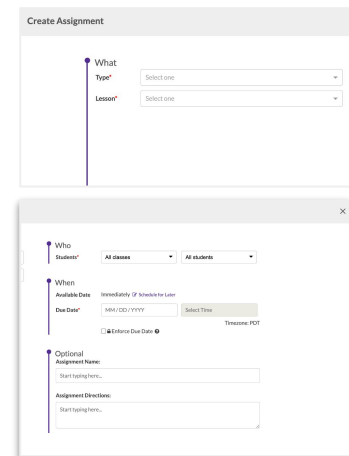 Create Assignment
What
Type* Select one
Lesson* Select one
×
Who
Students* All classes All students
When
Available Date Immediately Schedule for Later
Due Date* MM / DD / YYYY Select Time
Timezone: PDT
Enforce Due Date
Optional
Assignment Name:
Start typing here...
Assignment Directions:
Start typing here...